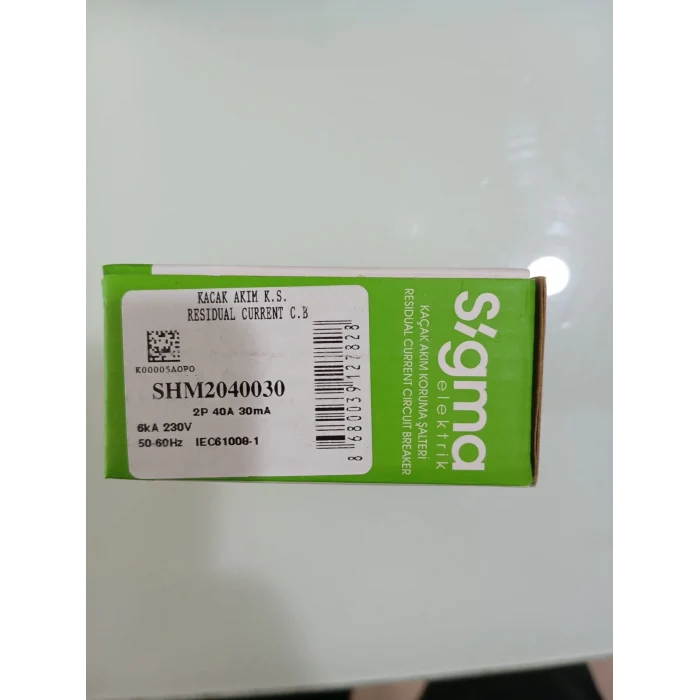 KACAK AKIM K.S.
RESIDUAL CURRENT C.B
K00005A0P0
SHM2040030
2P 40A 30mA
6kA 230V
50-60Hz IEC61008-1
8680039127828
sigma
elektrik
KAÇAK AKIM KORUMA ŞALTERİ
RESIDUAL CURRENT CIRCUIT BREAKER